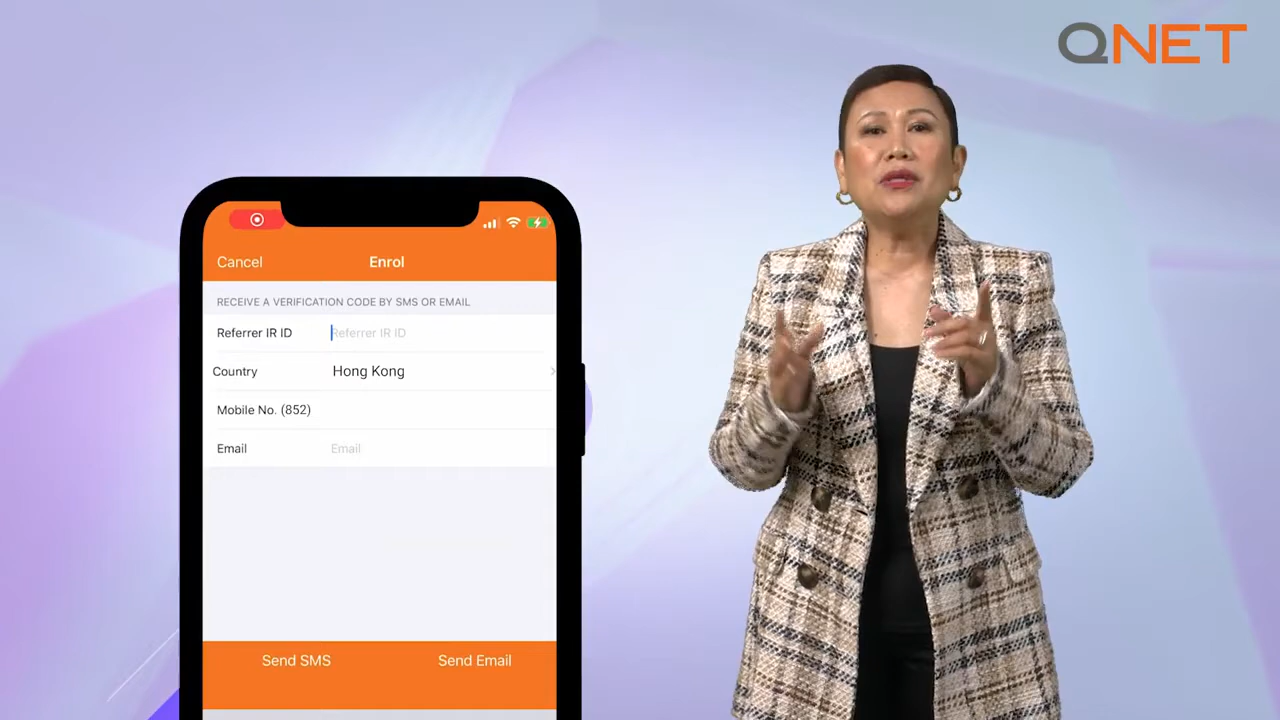 QNET
Cancel Enrol
RECEIVE A VERIFICATION CODE BY SMS OR EMAIL
Referrer IR ID Referrer IR ID
Country Hong Kong
Mobile No. (852)
Email Email
Send SMS Send Email